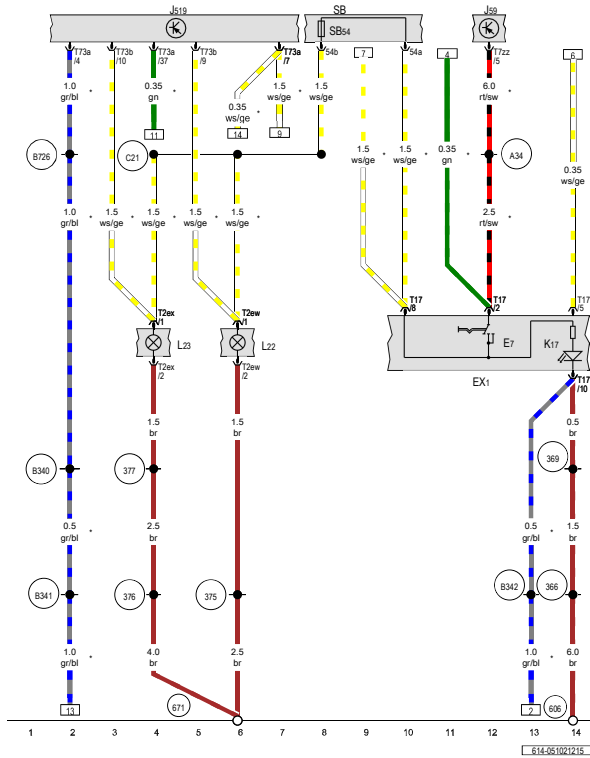 J519 SB J59
SB54
T73a /4 T73b /10 T73a /37 T73b /9 T73a /7 54b 7 54a 4 T7zz /5 6
1.0 gr/bl * 0.35 gn 0.35 ws/ge 1.5 ws/ge * 1.5 ws/ge * 6.0 rt/sw *
11 14 9
B726 C21 1.5 ws/ge * 1.5 ws/ge * 0.35 gn * A34 0.35 ws/ge *
1.0 gr/bl * 1.5 ws/ge * 1.5 ws/ge * 1.5 ws/ge * 1.5 ws/ge * 2.5 rt/sw *
T2ex /1 T2ew /1 T17 /8 T17 /2 T17 /5
L23 L22 E7 K17
T2ex /2 T2ew /2 EX1 T17 /10
1.5 br 1.5 br 0.5 br
B340 377 369
0.5 gr/bl * 2.5 br 0.5 gr/bl * 1.5 br
B341 376 375 B342 366
1.0 gr/bl * 4.0 br 2.5 br 1.0 gr/bl * 6.0 br
13 671 2 606
1 2 3 4 5 6 7 8 9 10 11 12 13 14
614-051021215